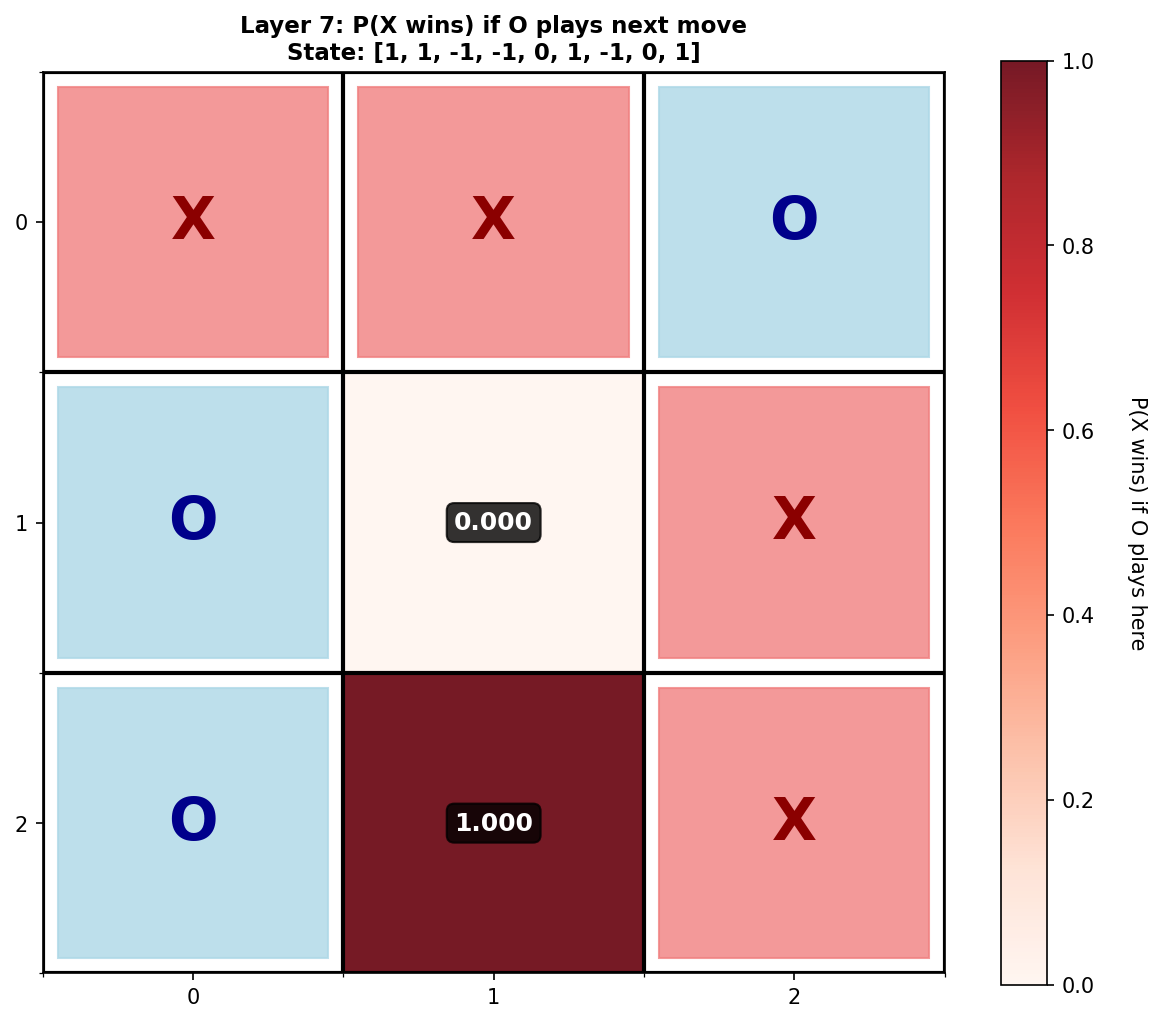 Layer 7: P(X wins) if O plays next move
State: [1, 1, -1, -1, 0, 1, -1, 0, 1]
X X O
O 0.000 X
O 1.000 X
0
1
2
0 1 2
1.0
0.8
0.6
0.4
0.2
0.0
P(X wins) if O plays here